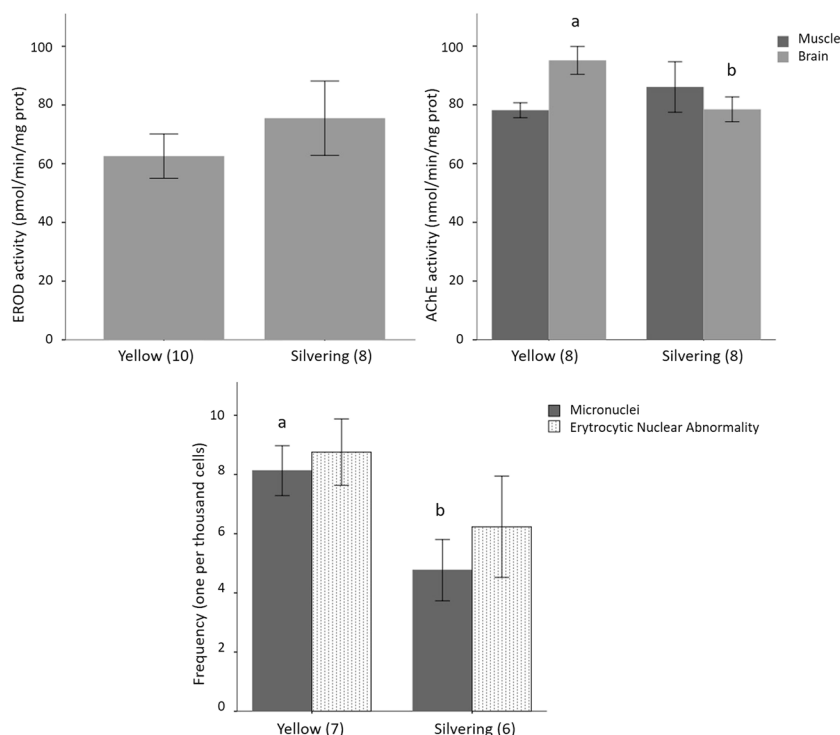 EROD activity (pmol/min/mg prot)
100
80
60
40
20
0
Yellow (10)
Silvering (8)
AChE activity (nmol/min/mg prot)
100
80
60
40
20
0
a
b
Yellow (8)
Silvering (8)
Muscle
Brain
Frequency (one per thousand cells)
10
8
6
4
2
0
a
b
Yellow (7)
Silvering (6)
Micronuclei
Erytrocytic Nuclear Abnormality